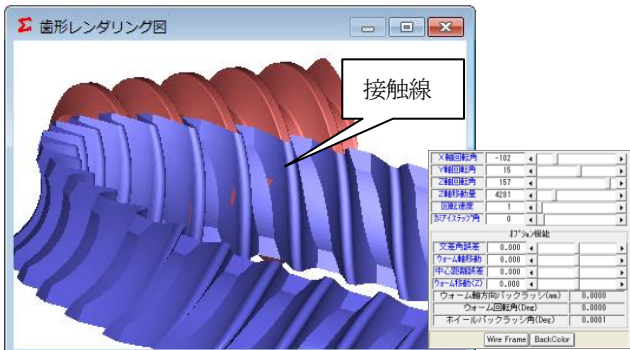 Σ 歯形レンダリング図
接触線
X軸回転角 -102
Y軸回転角 15
Z軸回転角 157
Z軸移動量 4281
回転速度 1
カミアイステップ角 0
オプション機能
交差角誤差 0.000
ウォーム軸移動 0.000
中心距離誤差 0.000
ウォーム移動(Z) 0.000
ウォーム軸方向バックラッシ(mm) 0.0000
ウォーム回転角(Deg) 0.0000
ホイールバックラッシ角(Deg) 0.0001
Wire Frame BackColor